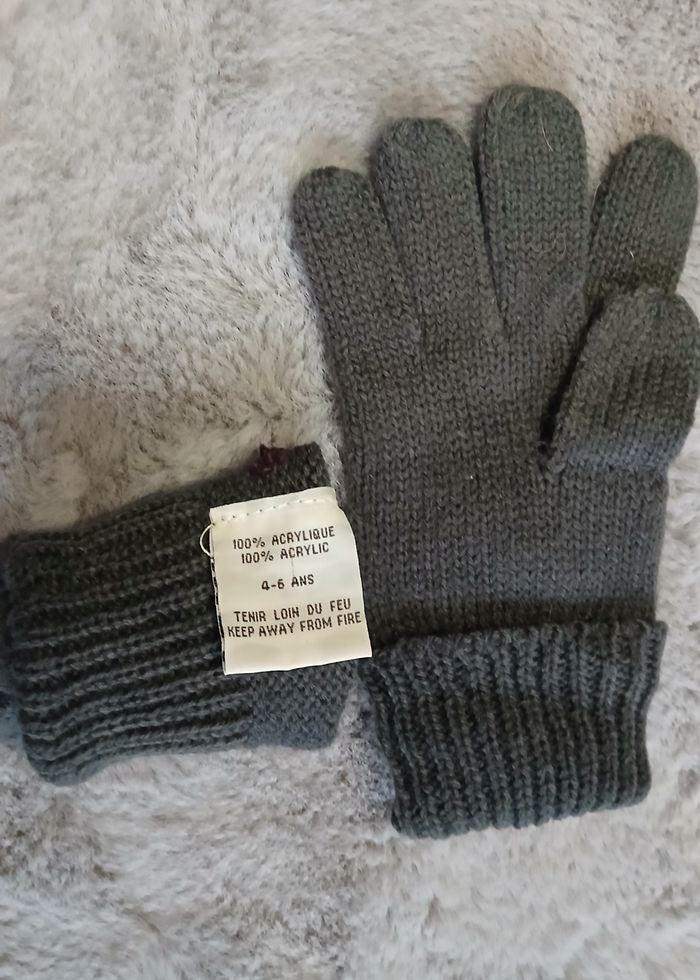 100% ACRYLIQUE
100% ACRYLIC
4-6 ANS
TENIR LOIN DU FEU
KEEP AWAY FROM FIRE